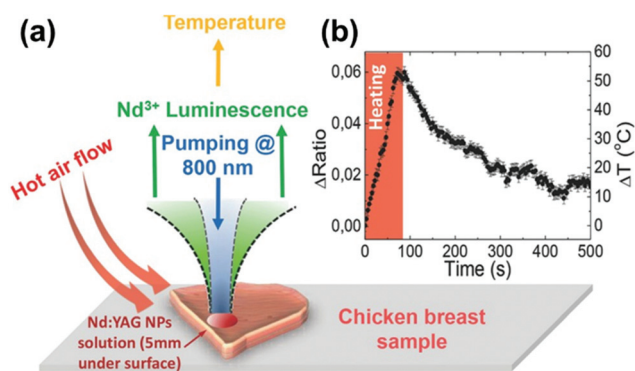 (a)
Temperature
Nd³⁺ Luminescence
Pumping @
800 nm
Hot air flow
Nd:YAG NPs
solution (5mm
under surface)
Chicken breast
sample
(b)
Heating
ΔRatio
0,06
0,04
0,02
0,00
60
50
40
30
20
10
0
ΔT (°C)
0 100 200 300 400 500
Time (s)